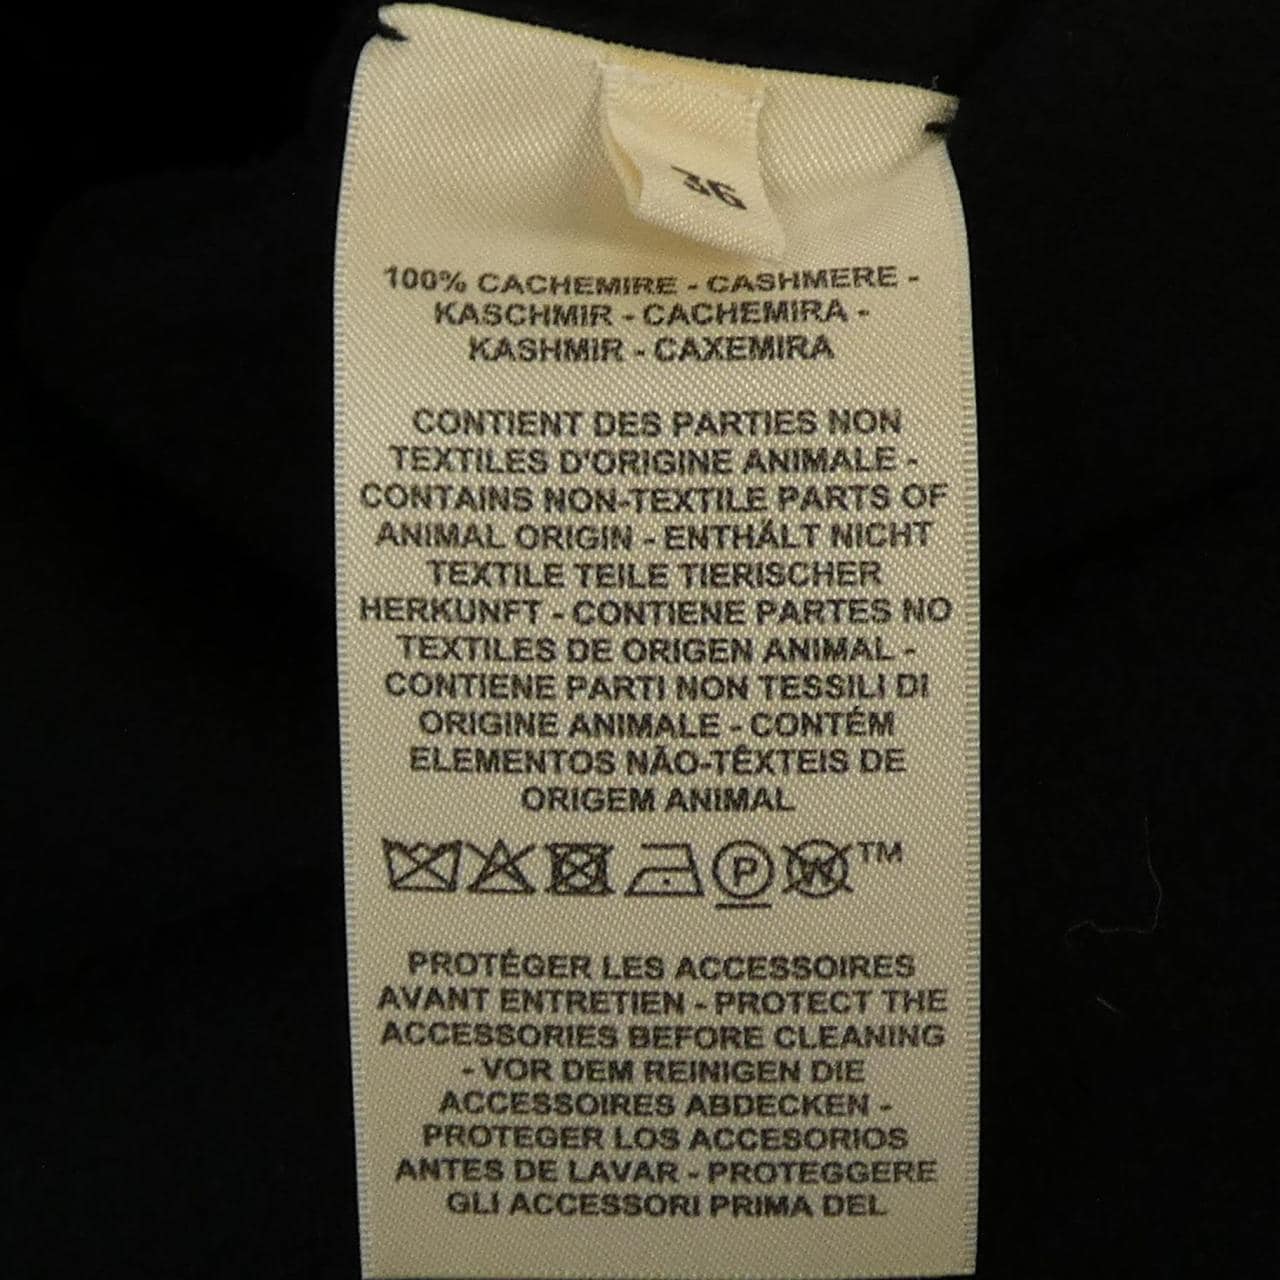 36
100% CACHEMIRE - CASHMERE -
KASCHMIR - CACHEMIRA -
KASHMIR - CAXEMIRA
CONTIENT DES PARTIES NON
TEXTILES D'ORIGINE ANIMALE -
CONTAINS NON-TEXTILE PARTS OF
ANIMAL ORIGIN - ENTHÄLT NICHT
TEXTILE TEILE TIERISCHER
HERKUNFT - CONTIENE PARTES NO
TEXTILES DE ORIGEN ANIMAL -
CONTIENE PARTI NON TESSILI DI
ORIGINE ANIMALE - CONTÉM
ELEMENTOS NÃO-TÊXTEIS DE
ORIGEM ANIMAL
P W TM
PROTÉGER LES ACCESSOIRES
AVANT ENTRETIEN - PROTECT THE
ACCESSORIES BEFORE CLEANING
- VOR DEM REINIGEN DIE
ACCESSOIRES ABDECKEN -
PROTEGER LOS ACCESORIOS
ANTES DE LAVAR - PROTEGGERE
GLI ACCESSORI PRIMA DEL